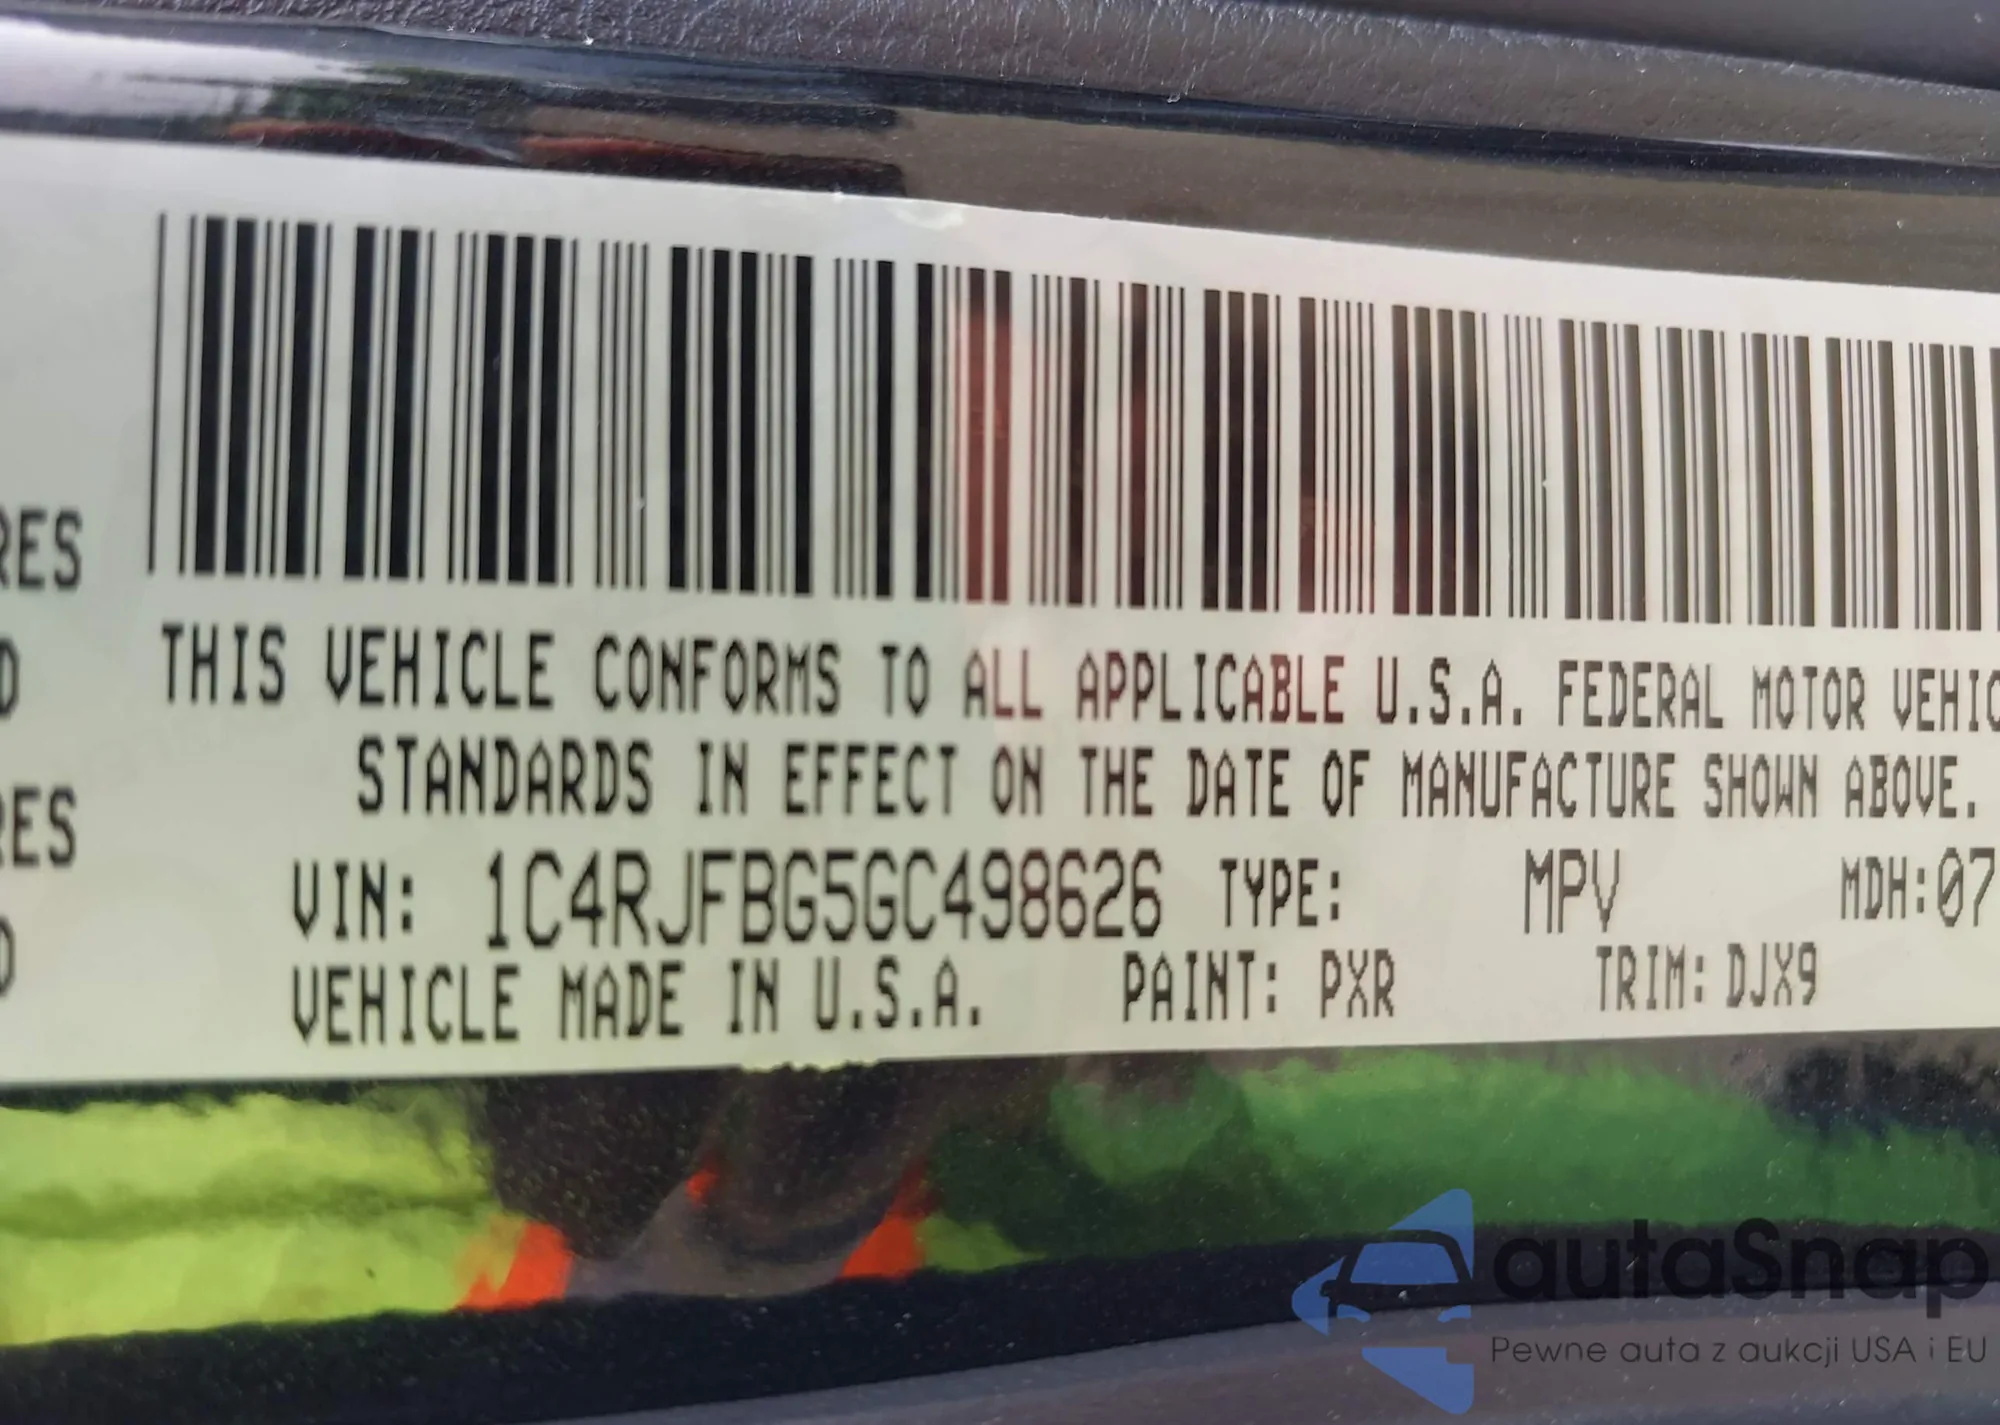 RES
D
RES
D
THIS VEHICLE CONFORMS TO ALL APPLICABLE U.S.A. FEDERAL MOTOR VEHIC
STANDARDS IN EFFECT ON THE DATE OF MANUFACTURE SHOWN ABOVE.
VIN: 1C4RJFBG5GC498626 TYPE: MPV MDH:07
VEHICLE MADE IN U.S.A. PAINT: PXR TRIM: DJX9
autaSnap
Pewne auta z aukcji USA i EU